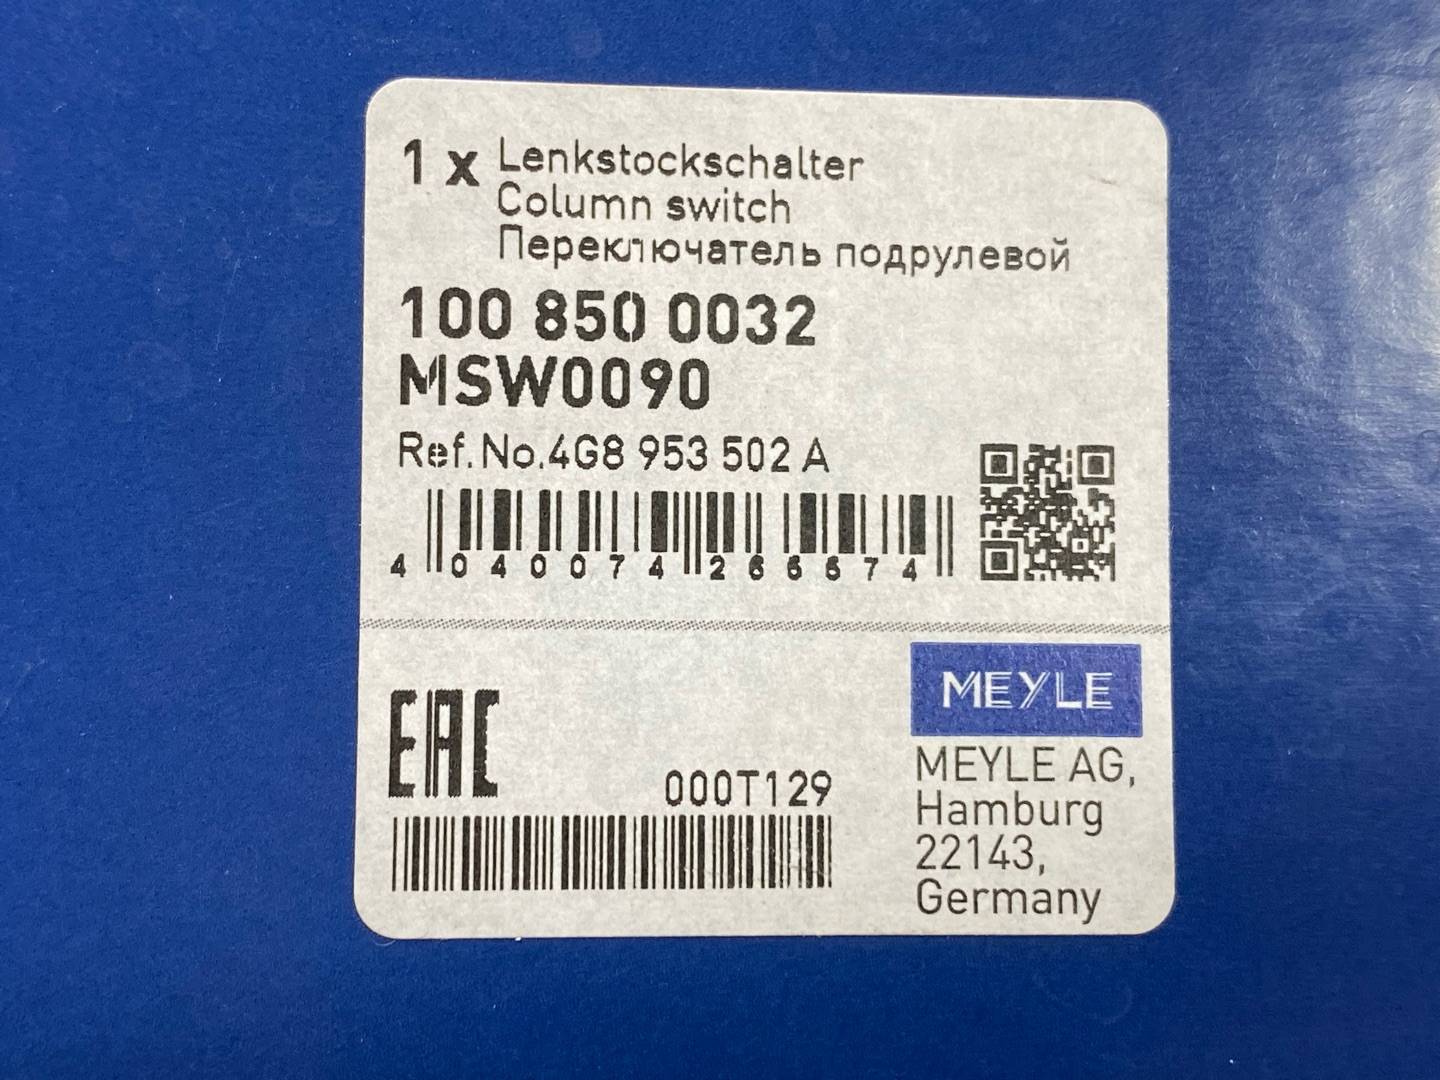 1 x Lenkstockschalter
Column switch
Переключатель подрулевой
100 850 0032
MSW0090
Ref.No.4G8 953 502 A
4 040074 268674
EAC
000T129
MEYLE
MEYLE AG,
Hamburg
22143,
Germany